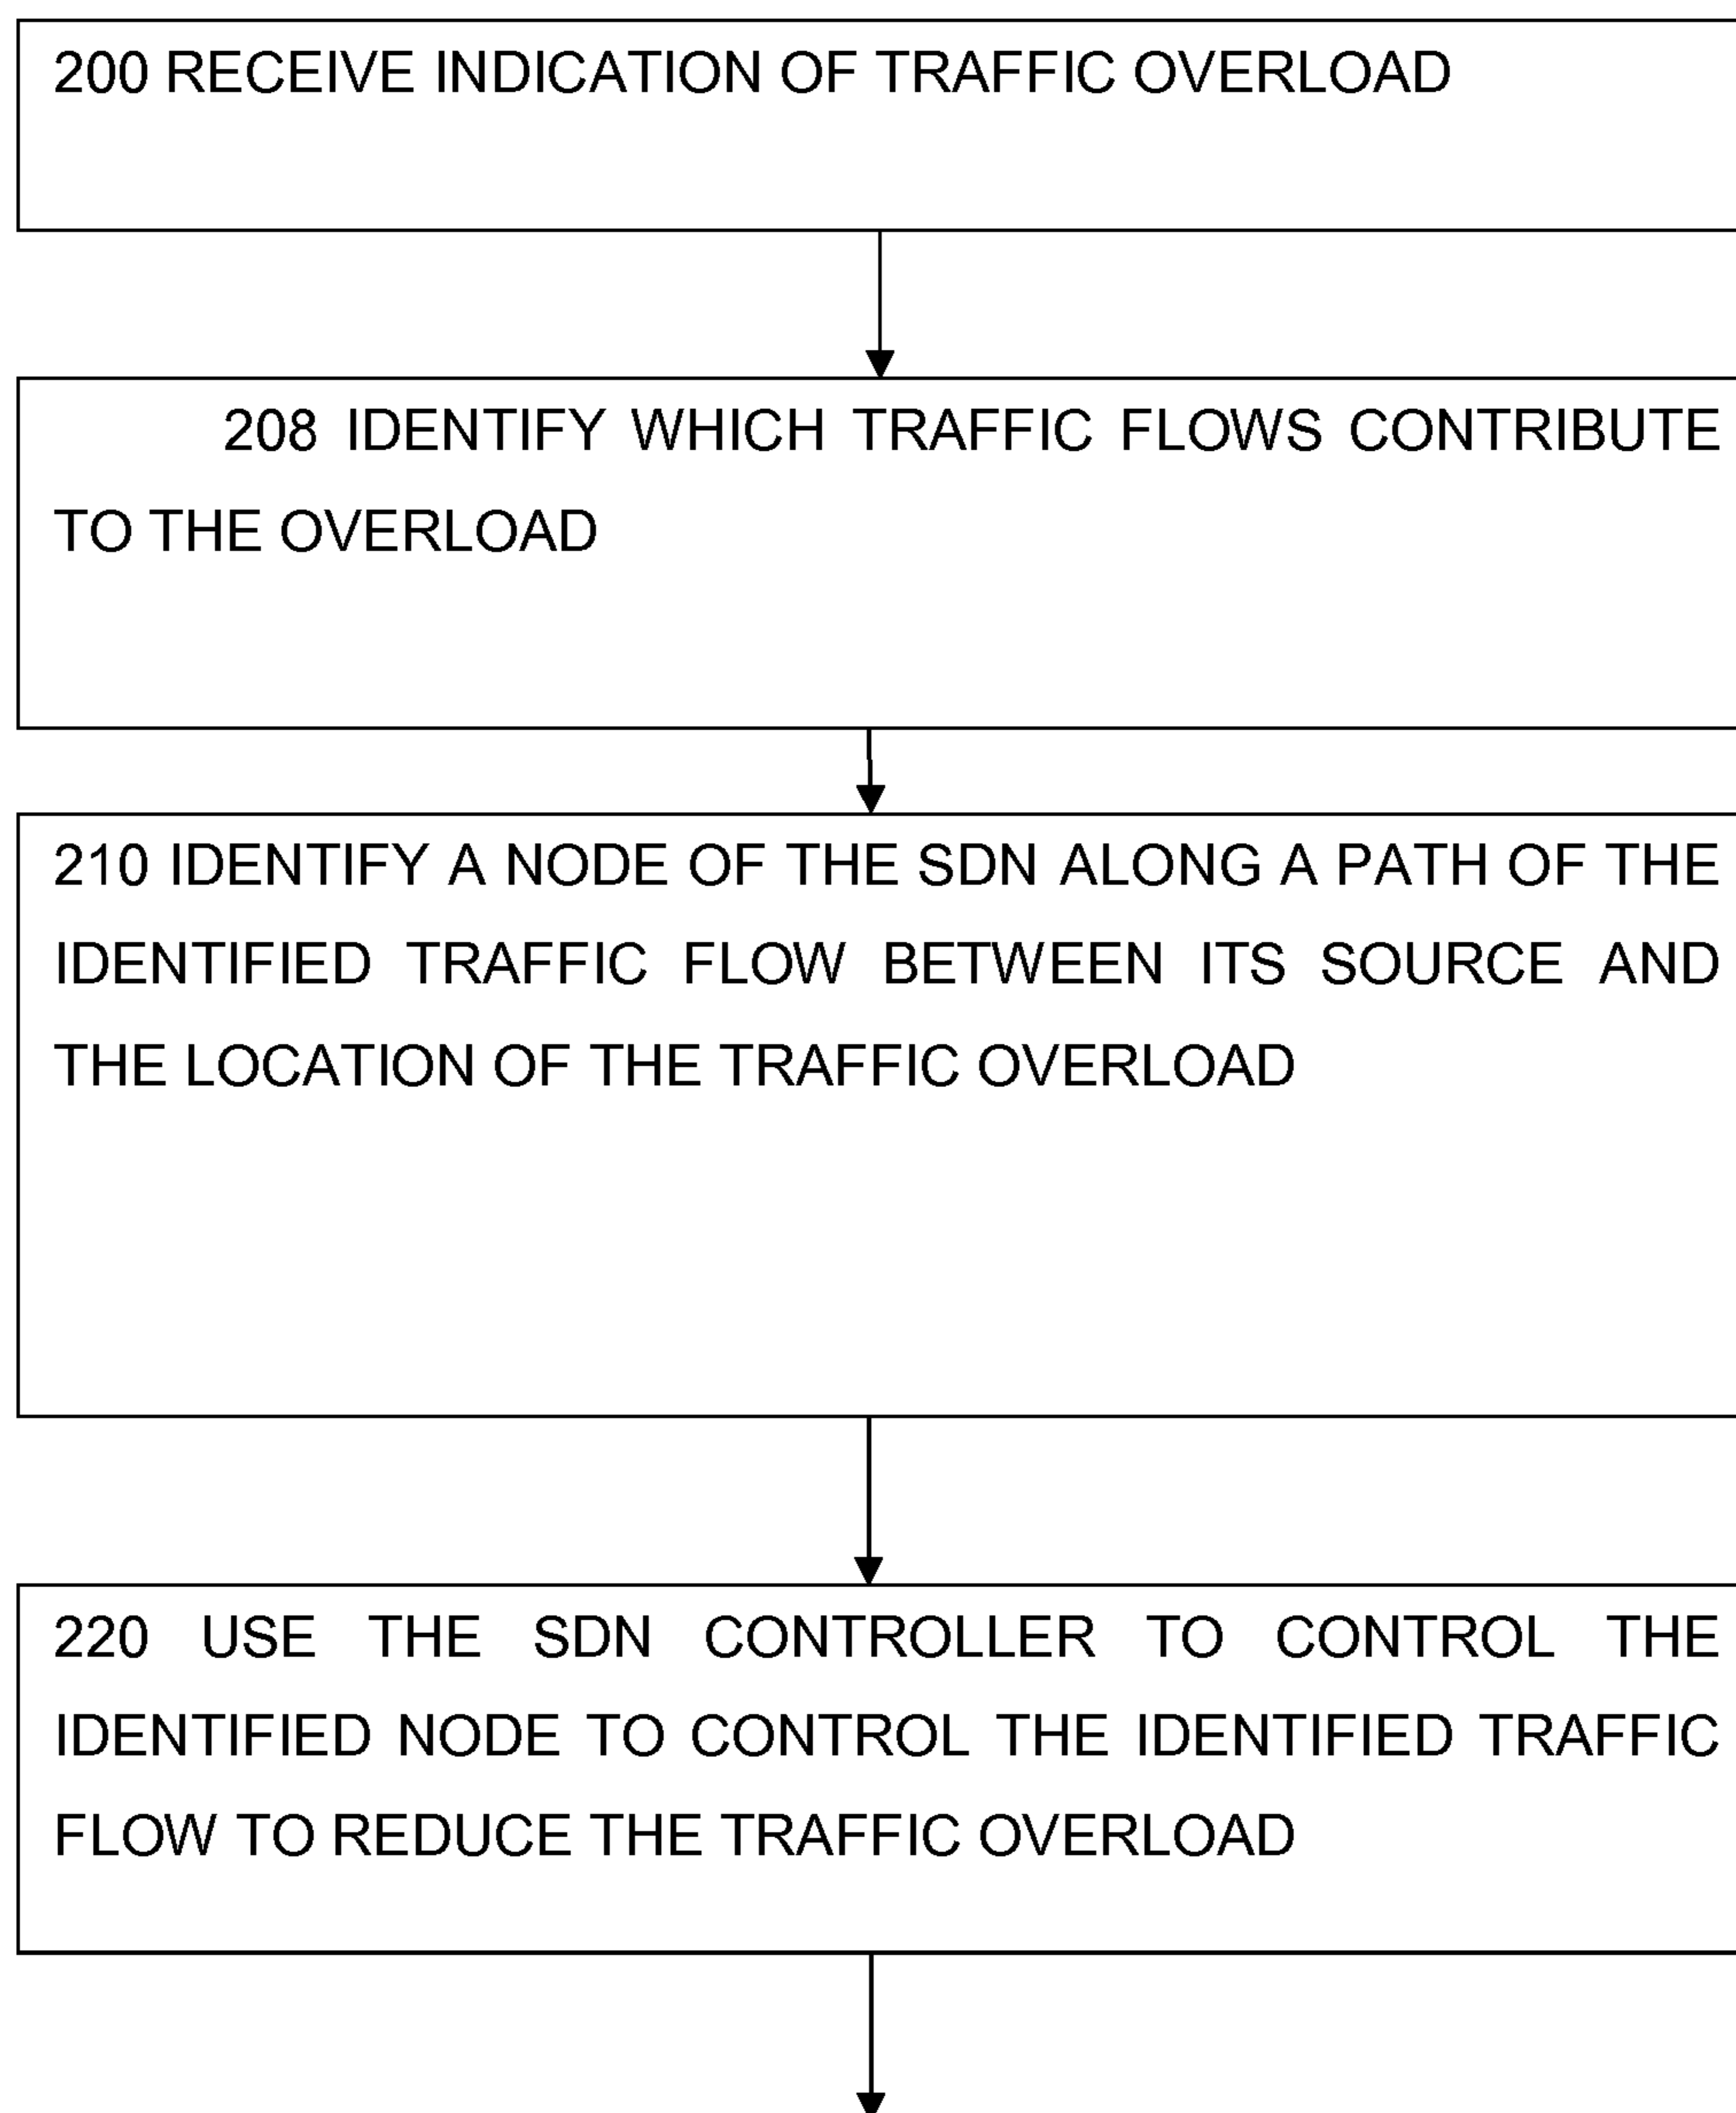 200 RECEIVE INDICATION OF TRAFFIC OVERLOAD
208 IDENTIFY WHICH TRAFFIC FLOWS CONTRIBUTE
TO THE OVERLOAD
210 IDENTIFY A NODE OF THE SDN ALONG A PATH OF THE
IDENTIFIED TRAFFIC FLOW BETWEEN ITS SOURCE AND
THE LOCATION OF THE TRAFFIC OVERLOAD
220 USE THE SDN CONTROLLER TO CONTROL THE
IDENTIFIED NODE TO CONTROL THE IDENTIFIED TRAFFIC
FLOW TO REDUCE THE TRAFFIC OVERLOAD